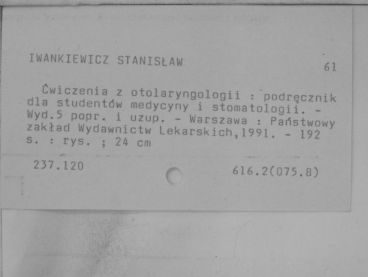 IWANKIEWICZ STANISŁAW
61
Ćwiczenia z otolaryngologii : podręcznik
dla studentów medycyny i stomatologii. -
Wyd.5 popr. i uzup. - Warszawa : Państwowy
zakład Wydawnictw Lekarskich,1991. - 192
s. : rys. ; 24 cm
237.120
616.2(075.8)